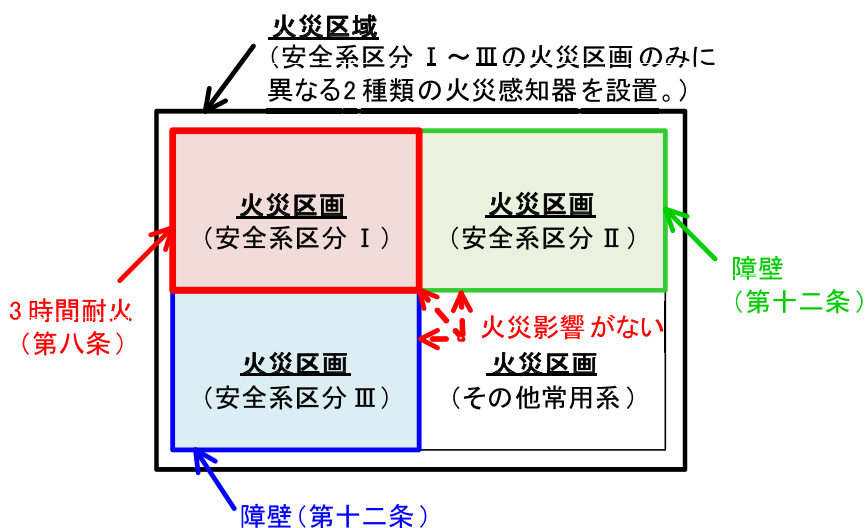 火災区域
(安全系区分Ⅰ～Ⅲの火災区画のみに
異なる2種類の火災感知器を設置。)
火災区画
(安全系区分Ⅰ)
火災区画
(安全系区分Ⅱ)
障壁
(第十二条)
3時間耐火
(第八条)
火災影響がない
火災区画
(安全系区分Ⅲ)
火災区画
(その他常用系)
障壁(第十二条)